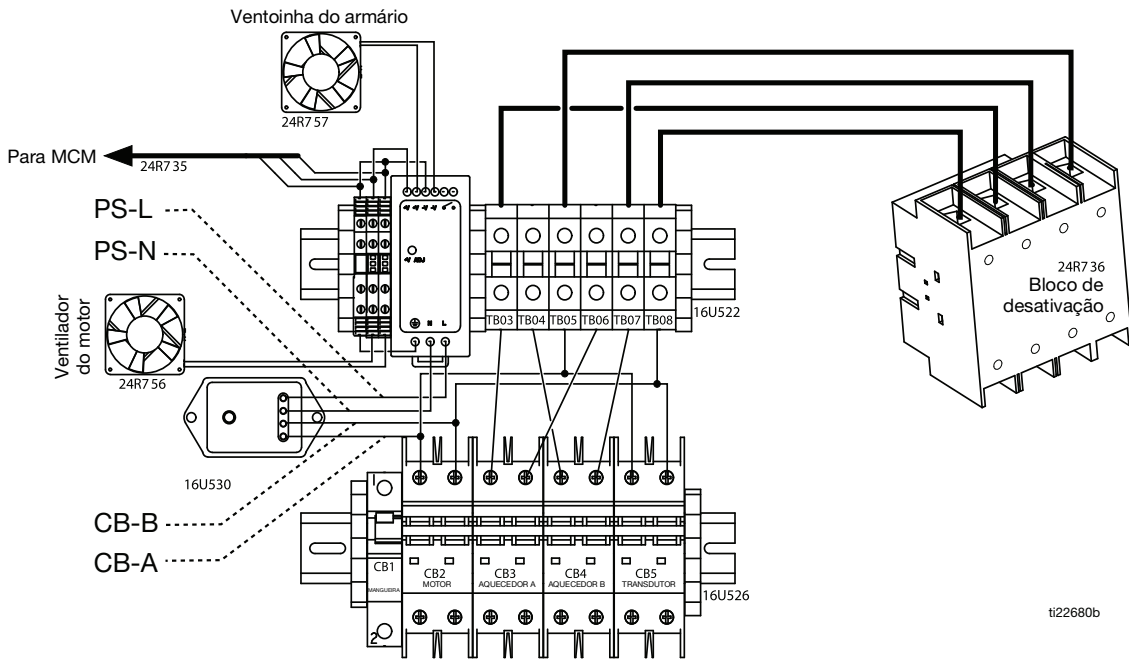 Ventoinha do armário
24R757
Para MCM
24R735
PS-L
PS-N
Ventilador
do motor
24R756
N L
TB03 TB04 TB05 TB06 TB07 TB08
16U522
24R736
Bloco de
desativação
16U530
CB-B
CB-A
1
CB1
MANGUEIRA
2
CB2
MOTOR
CB3
AQUECEDOR A
CB4
AQUECEDOR B
CB5
TRANSDUTOR
16U526
ti22680b